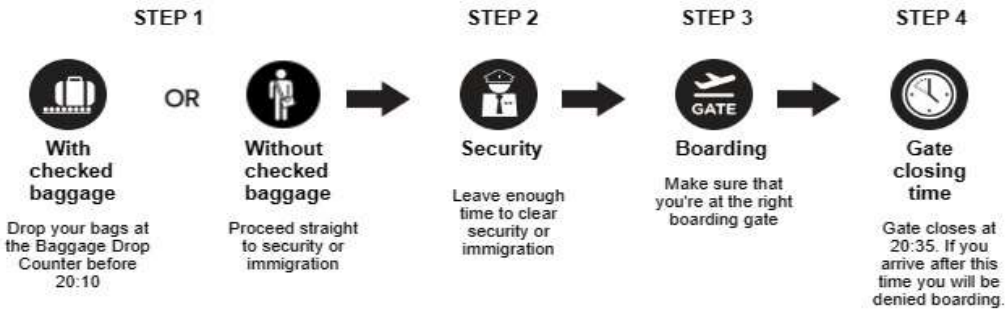 STEP 1
STEP 2
STEP 3
STEP 4
OR
GATE
With
checked
baggage
Drop your bags at
the Baggage Drop
Counter before
20:10
Without
checked
baggage
Proceed straight
to security or
immigration
Security
Leave enough
time to clear
security or
immigration
Boarding
Make sure that
you're at the right
boarding gate
Gate
closing
time
Gate closes at
20:35. If you
arrive after this
time you will be
denied boarding.